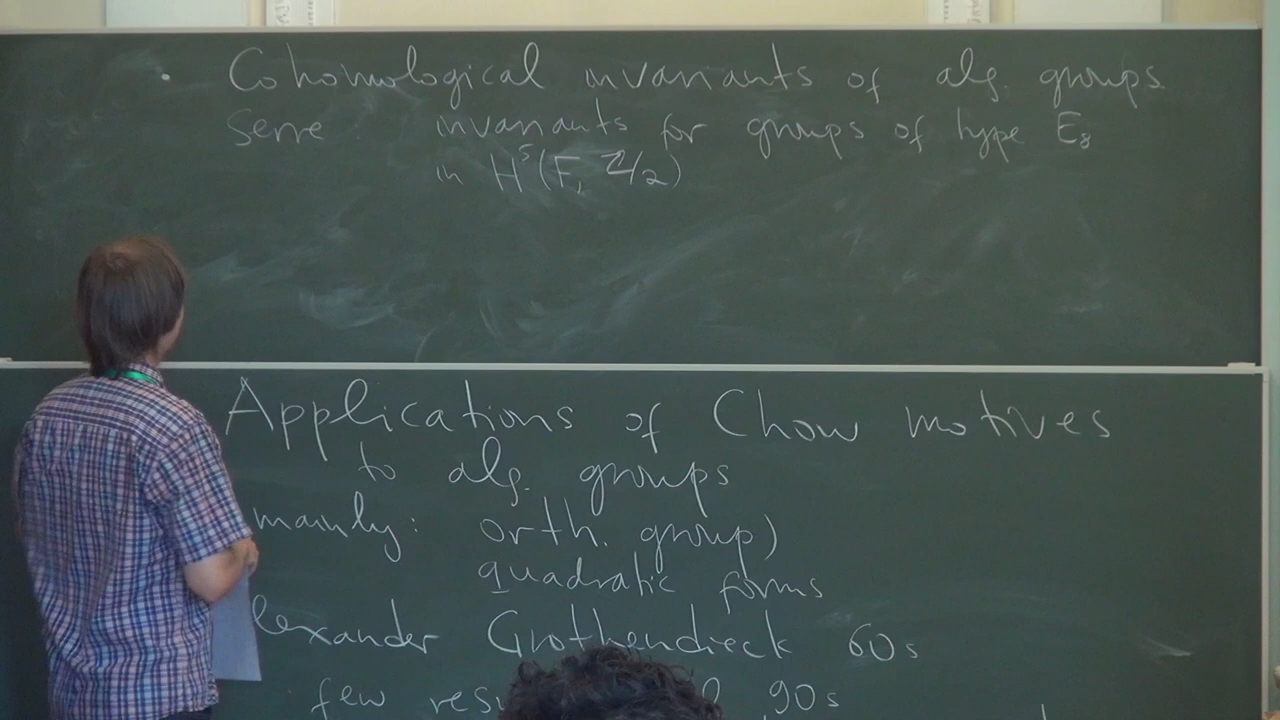 • Cohomological invariants of alg. groups
Serre: invariants for groups of type E₈
in H⁵(F, ℤ/2)
Applications of Chow motives
to alg. groups
mainly: orth. group)
quadratic forms
lexander Grothendieck 60s
few 90s